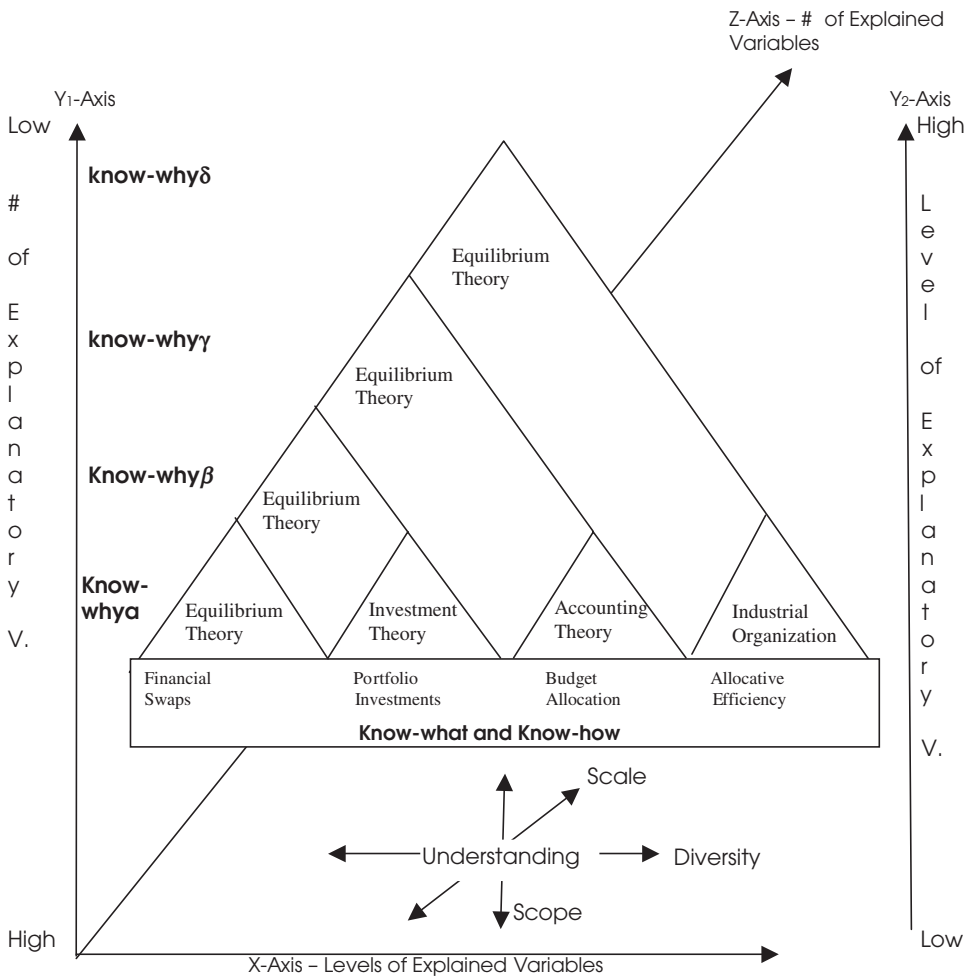 Z-Axis – # of Explained
Variables
Y1-Axis
Y2-Axis
Low
High
know-whyδ
# of Explanatory V.
Level of Explanatory V.
Equilibrium
Theory
know-whyγ
Equilibrium
Theory
Know-whyβ
Equilibrium
Theory
Know-
whya
Equilibrium
Theory
Investment
Theory
Accounting
Theory
Industrial
Organization
Financial
Swaps
Portfolio
Investments
Budget
Allocation
Allocative
Efficiency
Know-what and Know-how
Scale
Understanding
Diversity
Scope
High
Low
X-Axis – Levels of Explained Variables